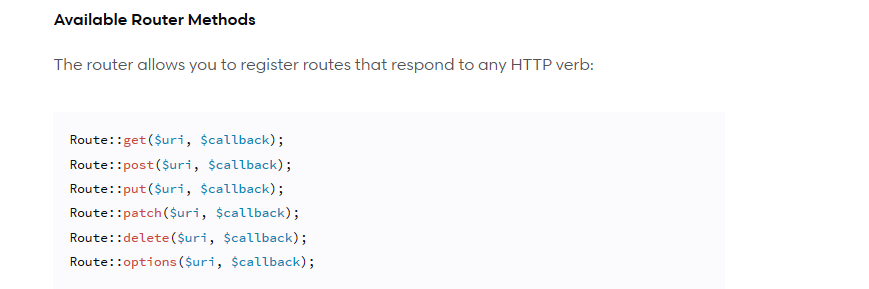 Available Router Methods
The router allows you to register routes that respond to any HTTP verb:
Route::get($uri, $callback);
Route::post($uri, $callback);
Route::put($uri, $callback);
Route::patch($uri, $callback);
Route::delete($uri, $callback);
Route::options($uri, $callback);